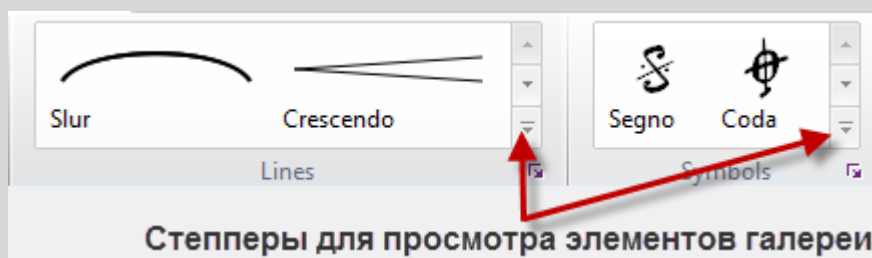 Slur Crescendo Segno Coda
Lines Symbols
Степперы для просмотра элементов галереи